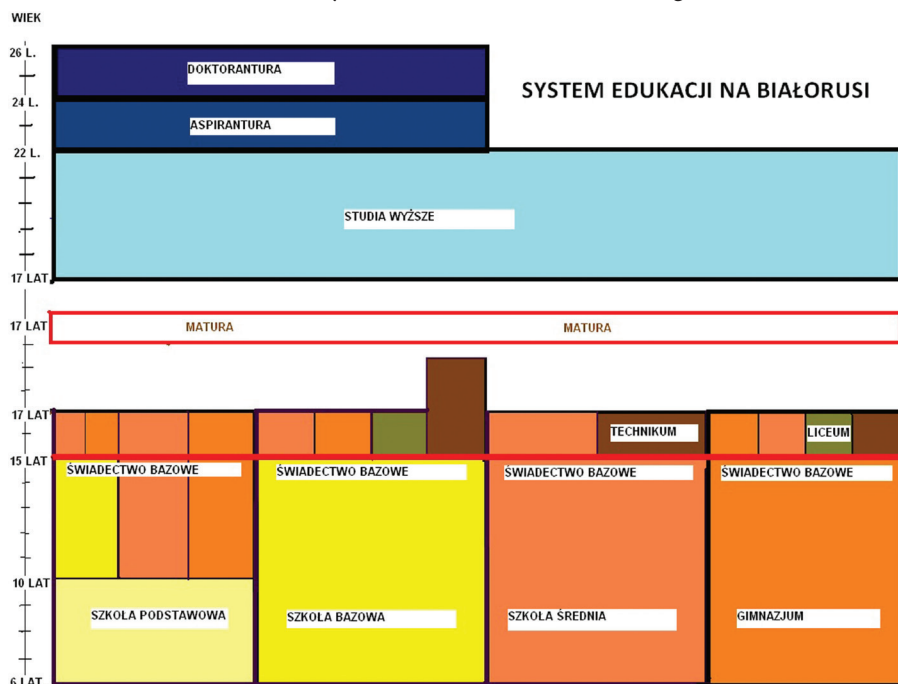 WIEK
26 L.
DOKTORANTURA
SYSTEM EDUKACJI NA BIAŁORUSI
24 L.
ASPIRANTURA
22 L.
STUDIA WYŻSZE
17 LAT
17 LAT
MATURA
MATURA
17 LAT
TECHNIKUM
LICEUM
15 LAT
ŚWIADECTWO BAZOWE
ŚWIADECTWO BAZOWE
ŚWIADECTWO BAZOWE
ŚWIADECTWO BAZOWE
10 LAT
SZKOŁA PODSTAWOWA
SZKOŁA BAZOWA
SZKOŁA ŚREDNIA
GIMNAZJUM
6 LAT